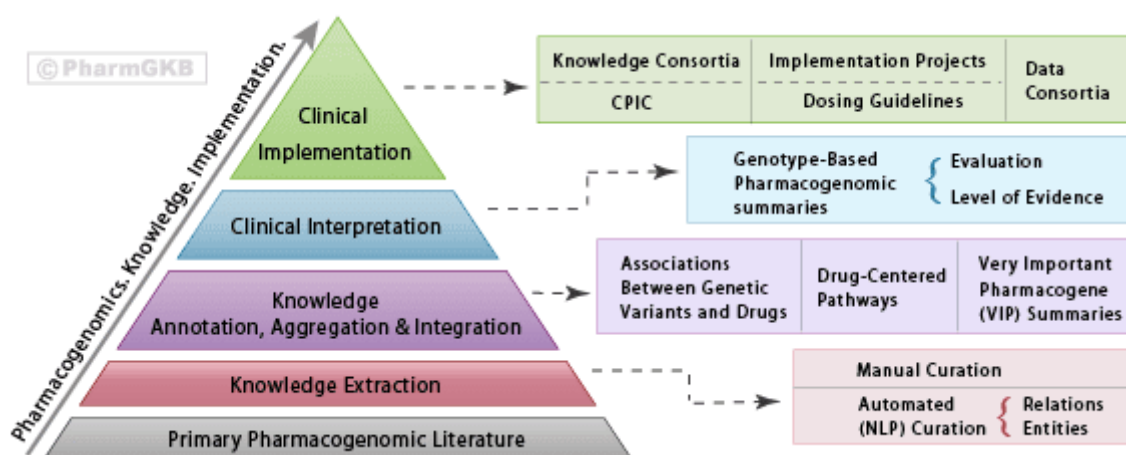 © PharmGKB
Pharmacogenomics. Knowledge. Implementation.
Clinical
Implementation
Clinical Interpretation
Knowledge
Annotation, Aggregation & Integration
Knowledge Extraction
Primary Pharmacogenomic Literature
Knowledge Consortia
CPIC
Implementation Projects
Dosing Guidelines
Data
Consortia
Genotype-Based
Pharmacogenomic
summaries
Evaluation
Level of Evidence
Associations
Between Genetic
Variants and Drugs
Drug-Centered
Pathways
Very Important
Pharmacogene
(VIP) Summaries
Manual Curation
Automated
(NLP) Curation
Relations
Entities